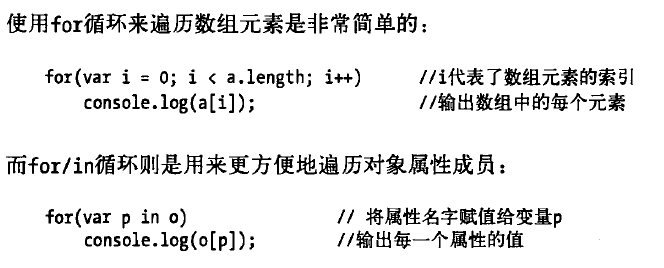 使用for循环来遍历数组元素是非常简单的：
for(var i = 0; i < a.length; i++) //i代表了数组元素的索引
console.log(a[i]); //输出数组中的每个元素
而for/in循环则是用来更方便地遍历对象属性成员：
for(var p in o) // 将属性名字赋值给变量p
console.log(o[p]); //输出每一个属性的值